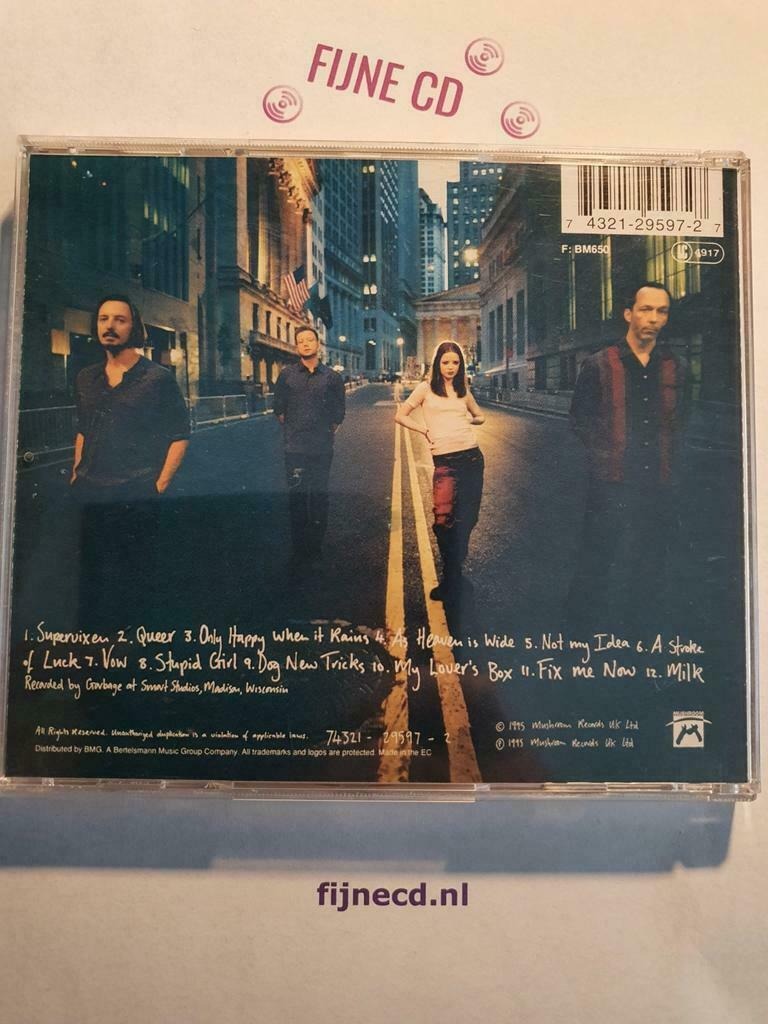 FIJNE CD
7 4321-29597-2 7
F: BM650
LC 4917
1. Supervixen 2. Queer 3. Only Happy When it Rains 4. As Heaven is Wide 5. Not my Idea 6. A Stroke
of Luck 7. Vow 8. Stupid Girl 9. Dog New Tricks 10. My Lover's Box 11. Fix me Now 12. Milk
Recorded by Garbage at Smart Studios, Madison, Wisconsin
All Rights Reserved. Unauthorized duplication is a violation of applicable laws. 74321-29597-2
Distributed by BMG. A Bertelsmann Music Group Company. All trademarks and logos are protected. Made in the EC
© 1995 Mushroom Records UK Ltd
℗ 1995 Mushroom Records UK Ltd
MUSHROOM
fijnecd.nl